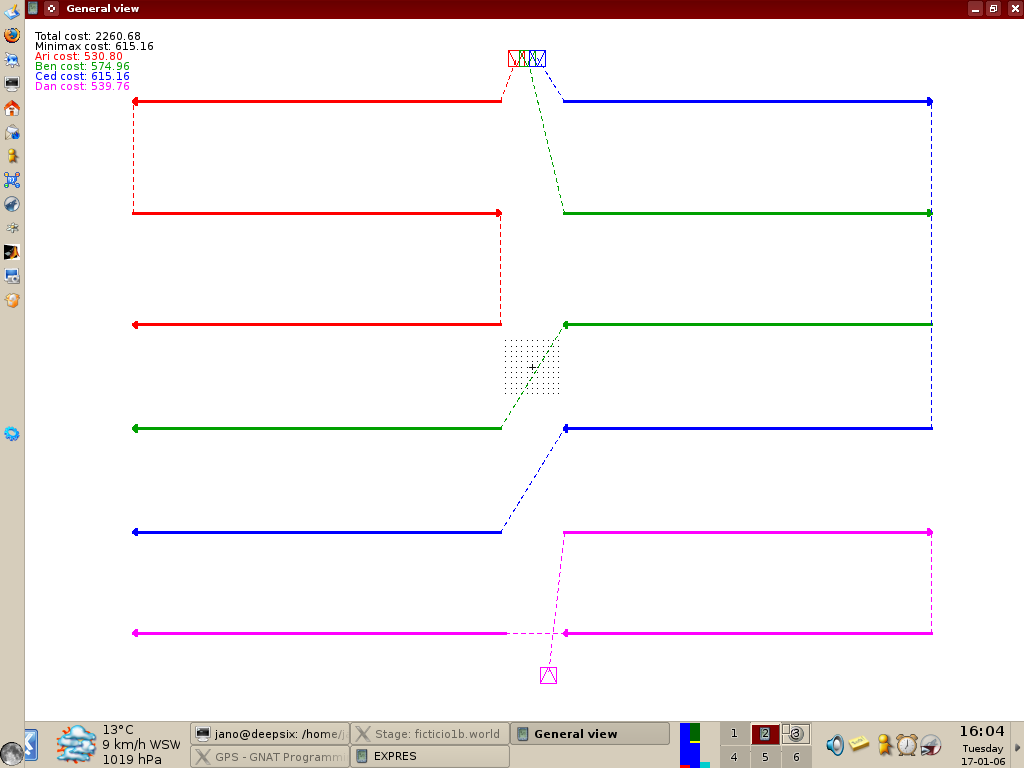 General view
Total cost: 2260.68
Minimax cost: 615.16
Ari cost: 530.80
Ben cost: 574.96
Ced cost: 615.16
Dan cost: 539.76
13°C
9 km/h WSW
1019 hPa
jano@deepsix: /home/j
Stage: ficticio1b.world
General view
GPS - GNAT Programm
EXPRES
1 2 3
4 5 6
16:04
Tuesday
17-01-06